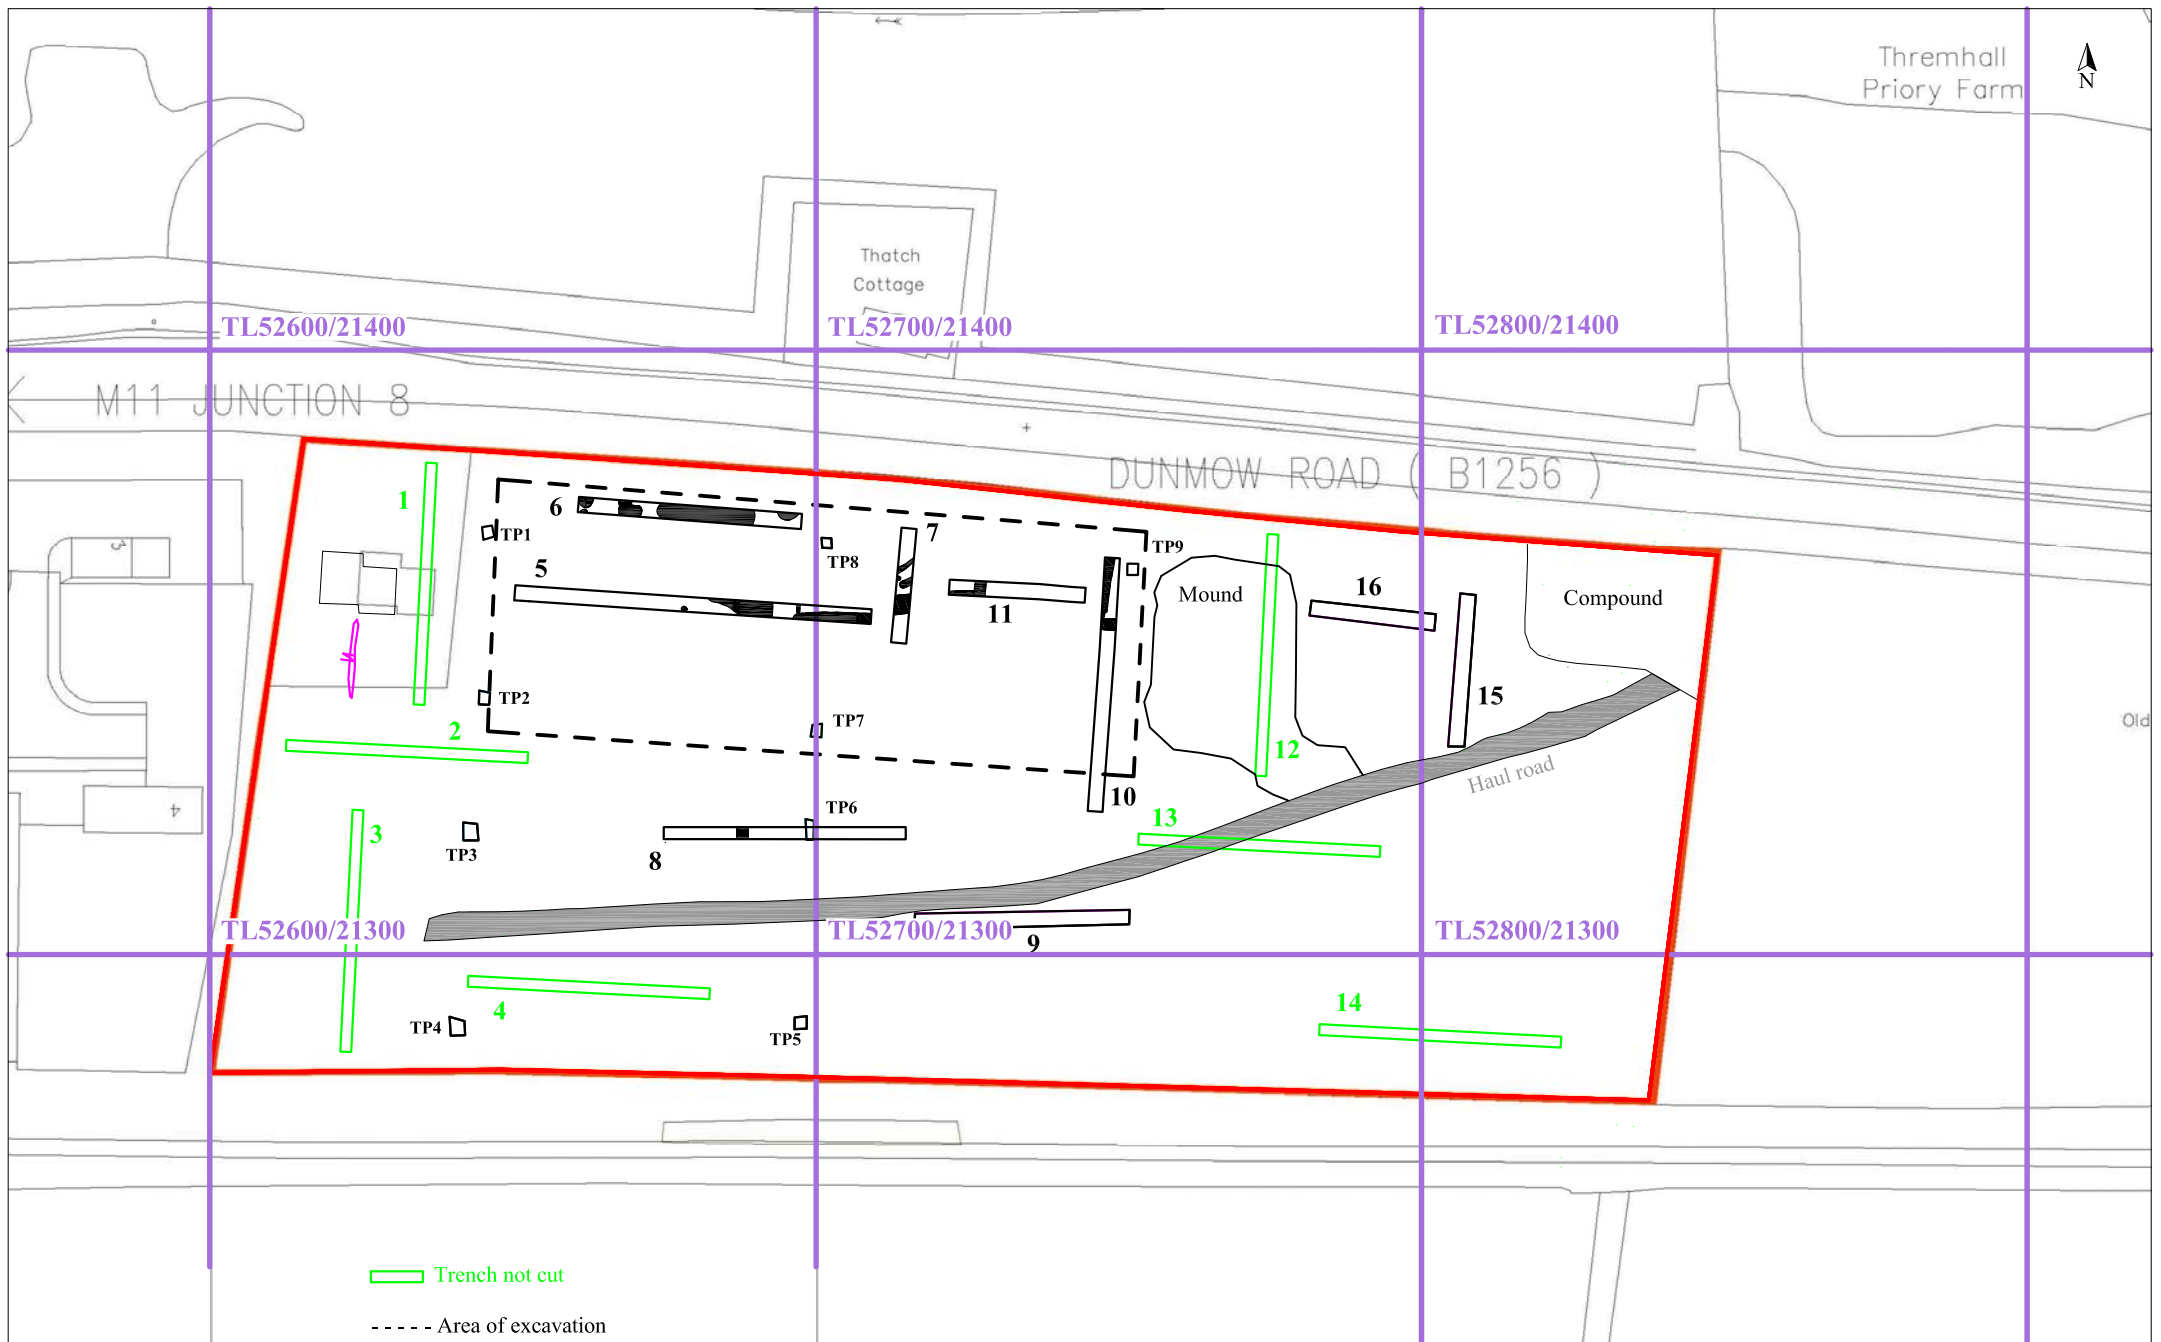 Thremhall
Priory Farm
N
Thatch
Cottage
TL52600/21400
TL52700/21400
TL52800/21400
M11 JUNCTION 8
DUNMOW ROAD ( B1256 )
1
6
TP1
7
TP8
TP9
5
11
Mound
16
Compound
TP2
15
TP7
2
12
Haul road
10
TP6
13
3
TP3
8
4
TL52600/21300
TL52700/21300
TL52800/21300
9
4
14
TP4
TP5
Old
Trench not cut
Area of excavation